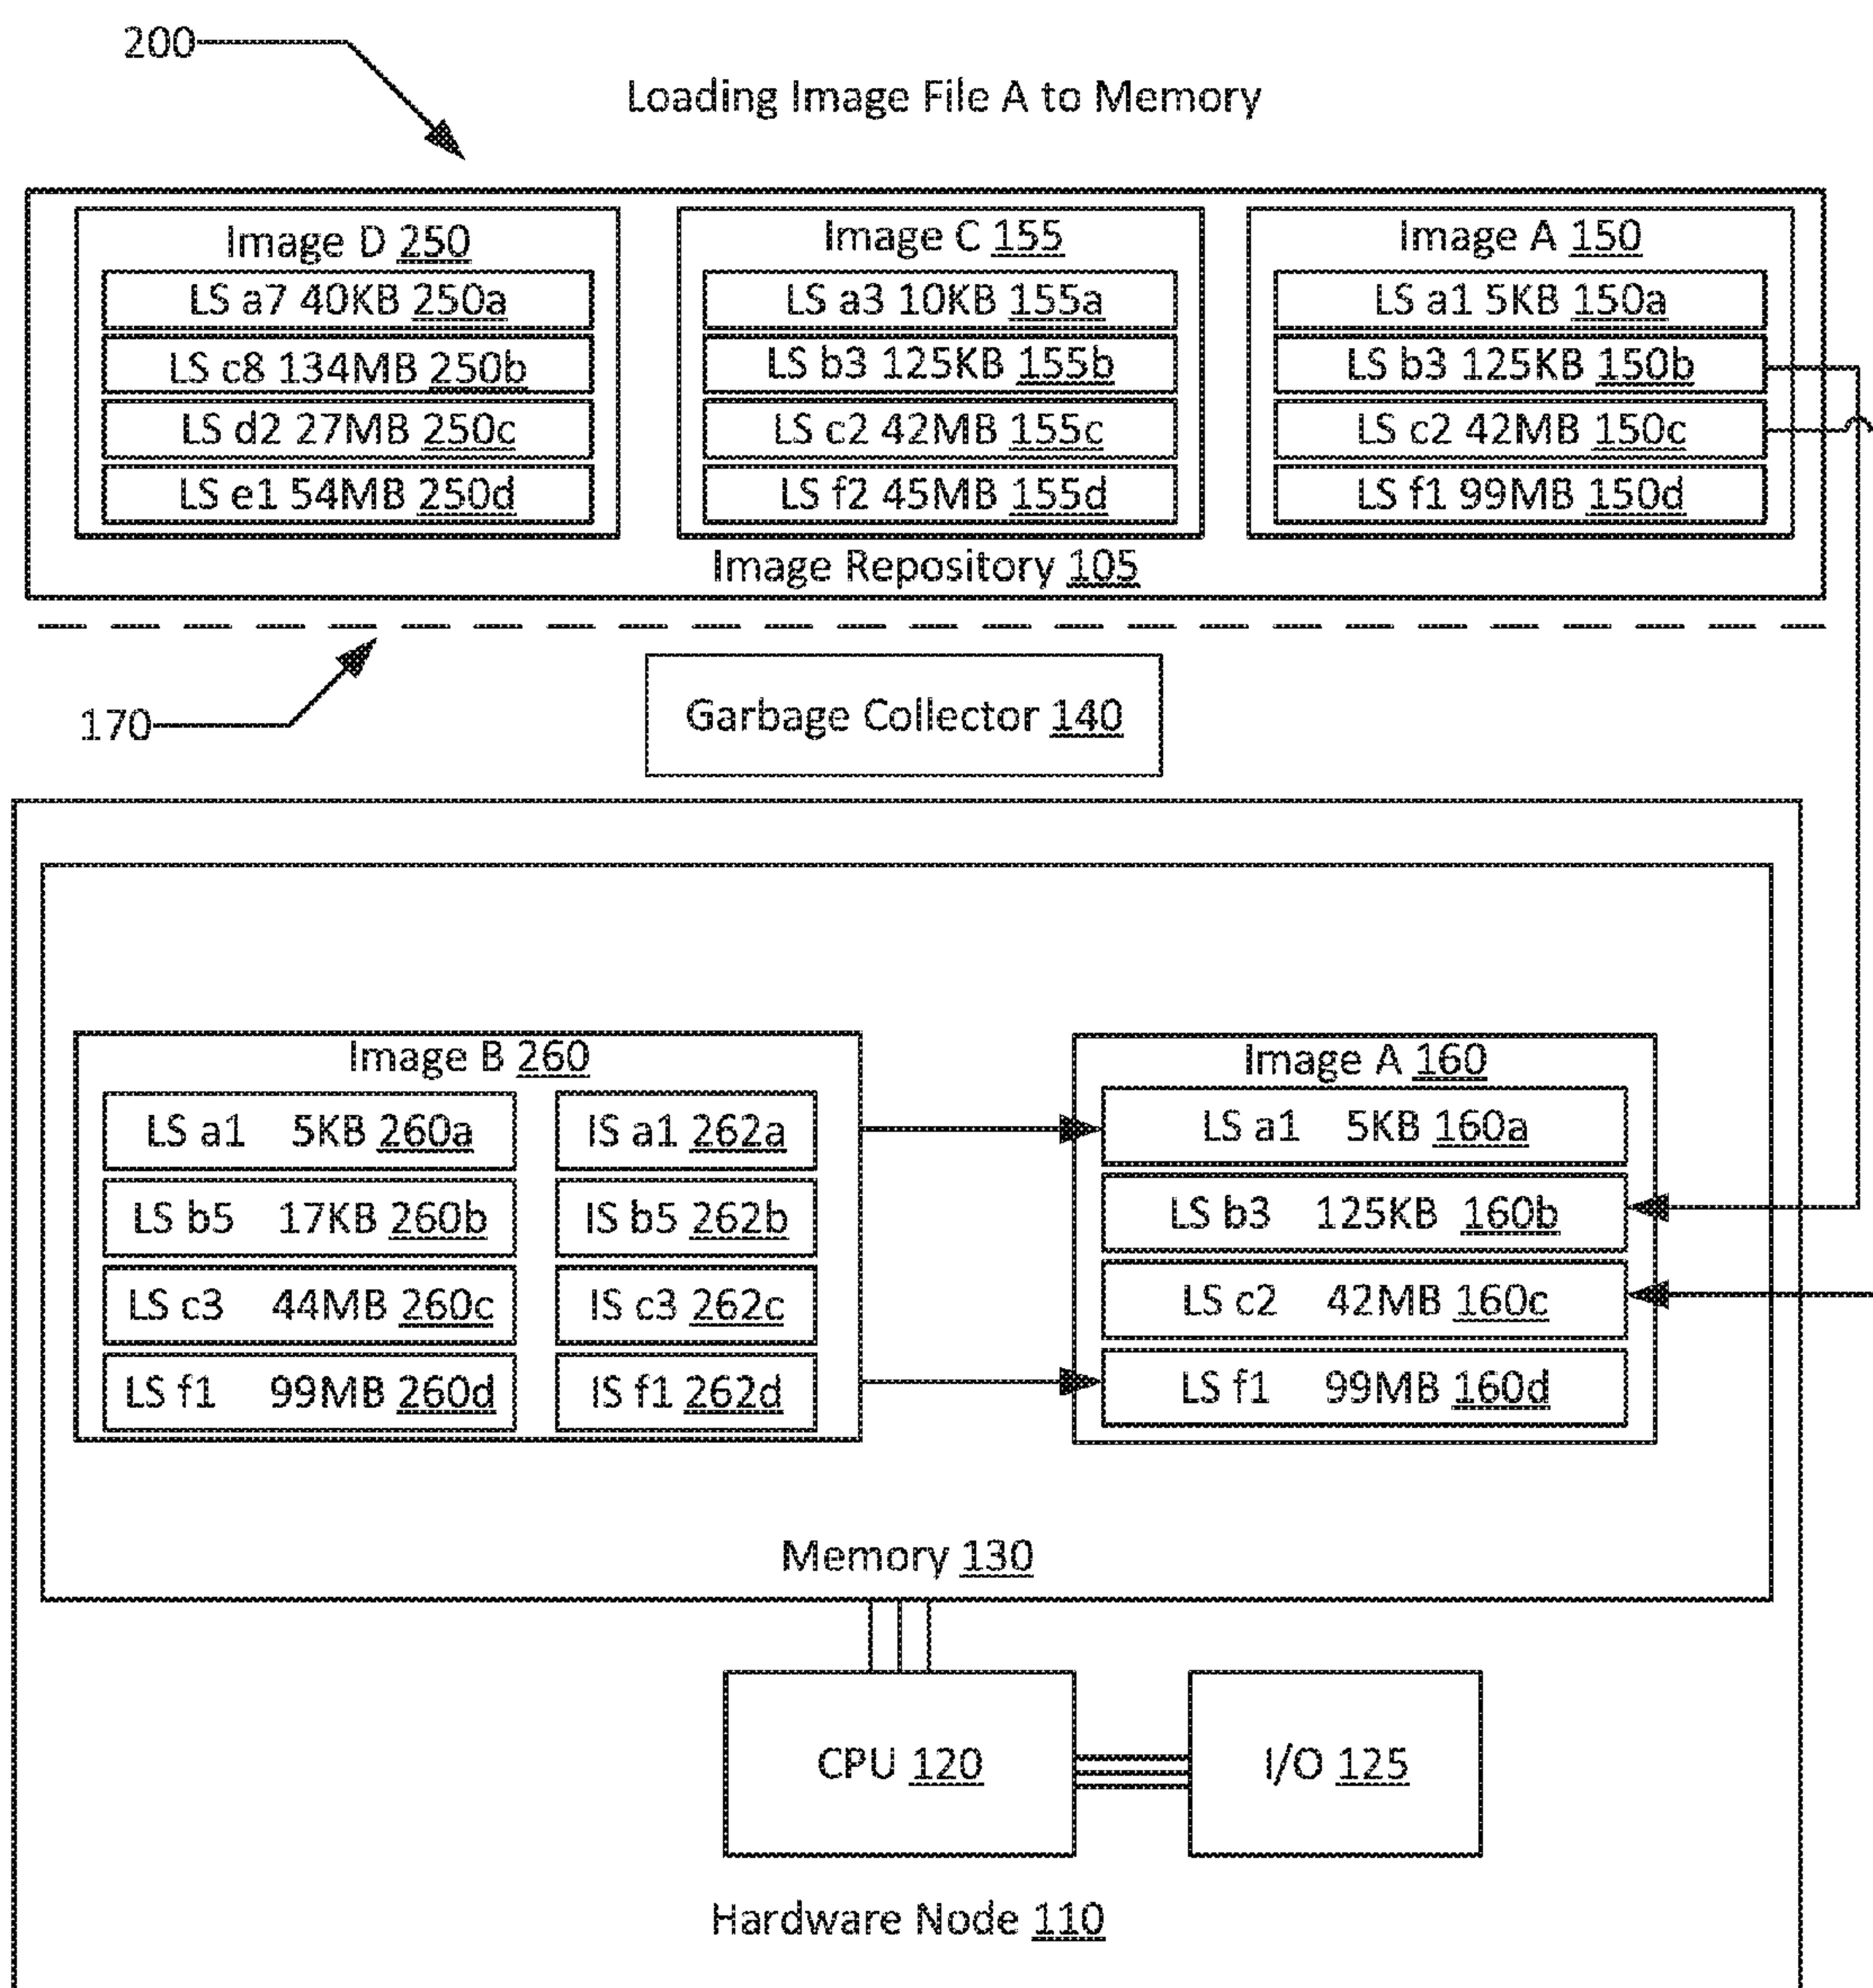 200
Loading Image File A to Memory
Image D 250
LS a7 40KB 250a
LS c8 134MB 250b
LS d2 27MB 250c
LS e1 54MB 250d
Image C 155
LS a3 10KB 155a
LS b3 125KB 155b
LS c2 42MB 155c
LS f2 45MB 155d
Image A 150
LS a1 5KB 150a
LS b3 125KB 150b
LS c2 42MB 150c
LS f1 99MB 150d
Image Repository 105
170
Garbage Collector 140
Image B 260
LS a1 5KB 260a
IS a1 262a
LS b5 17KB 260b
IS b5 262b
LS c3 44MB 260c
IS c3 262c
LS f1 99MB 260d
IS f1 262d
Image A 160
LS a1 5KB 160a
LS b3 125KB 160b
LS c2 42MB 160c
LS f1 99MB 160d
Memory 130
CPU 120
I/O 125
Hardware Node 110